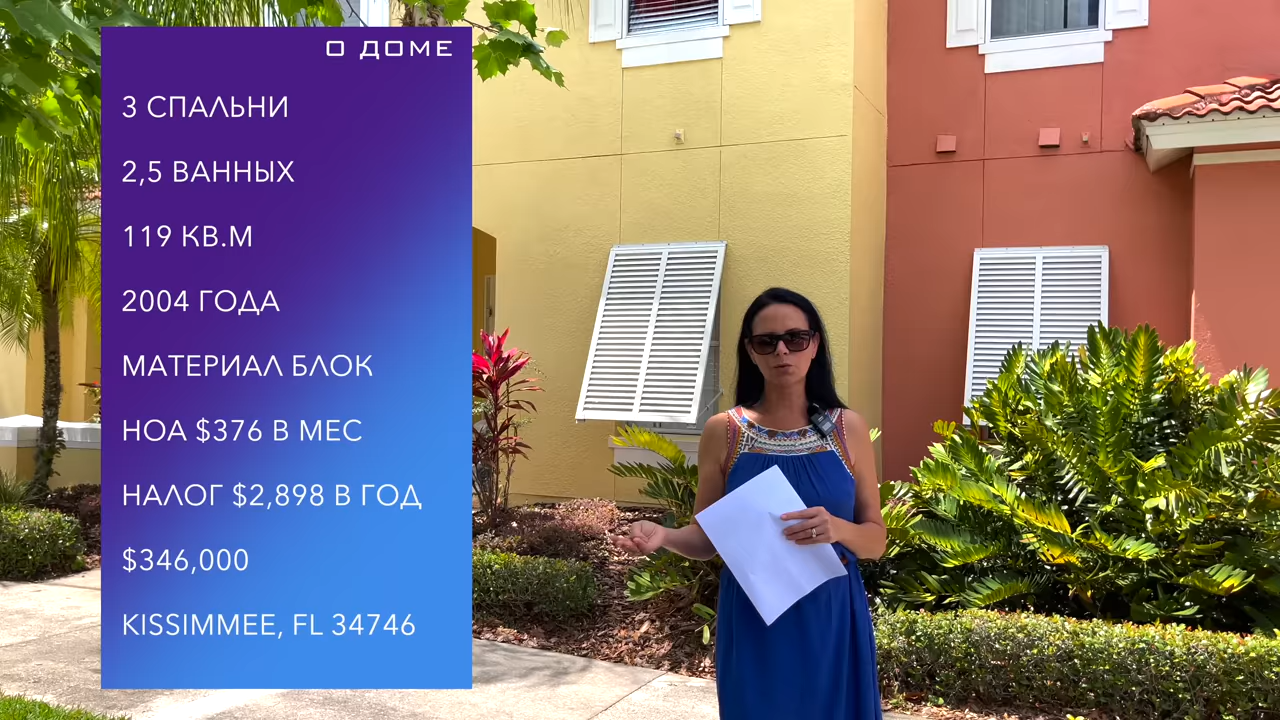 О ДОМЕ
3 СПАЛЬНИ
2,5 ВАННЫХ
119 КВ.М
2004 ГОДА
МАТЕРИАЛ БЛОК
НОА $376 В МЕС
НАЛОГ $2,898 В ГОД
$346,000
KISSIMMEE, FL 34746